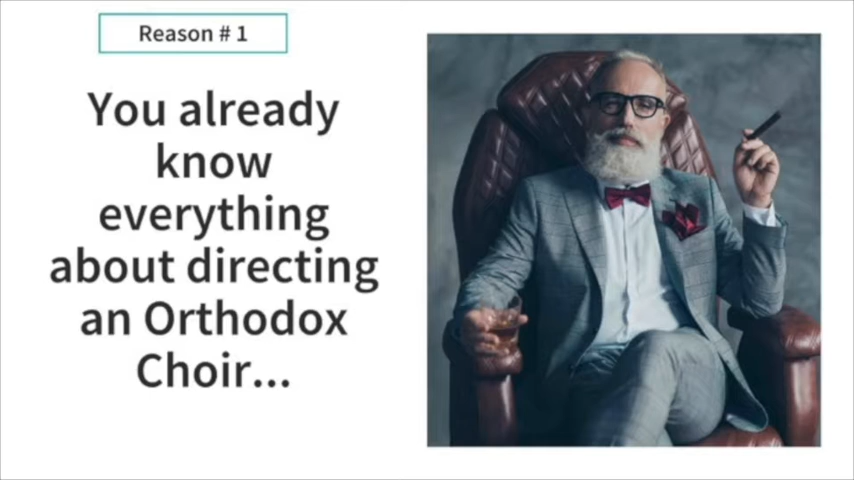 Reason # 1
You already
know
everything
about directing
an Orthodox
Choir...